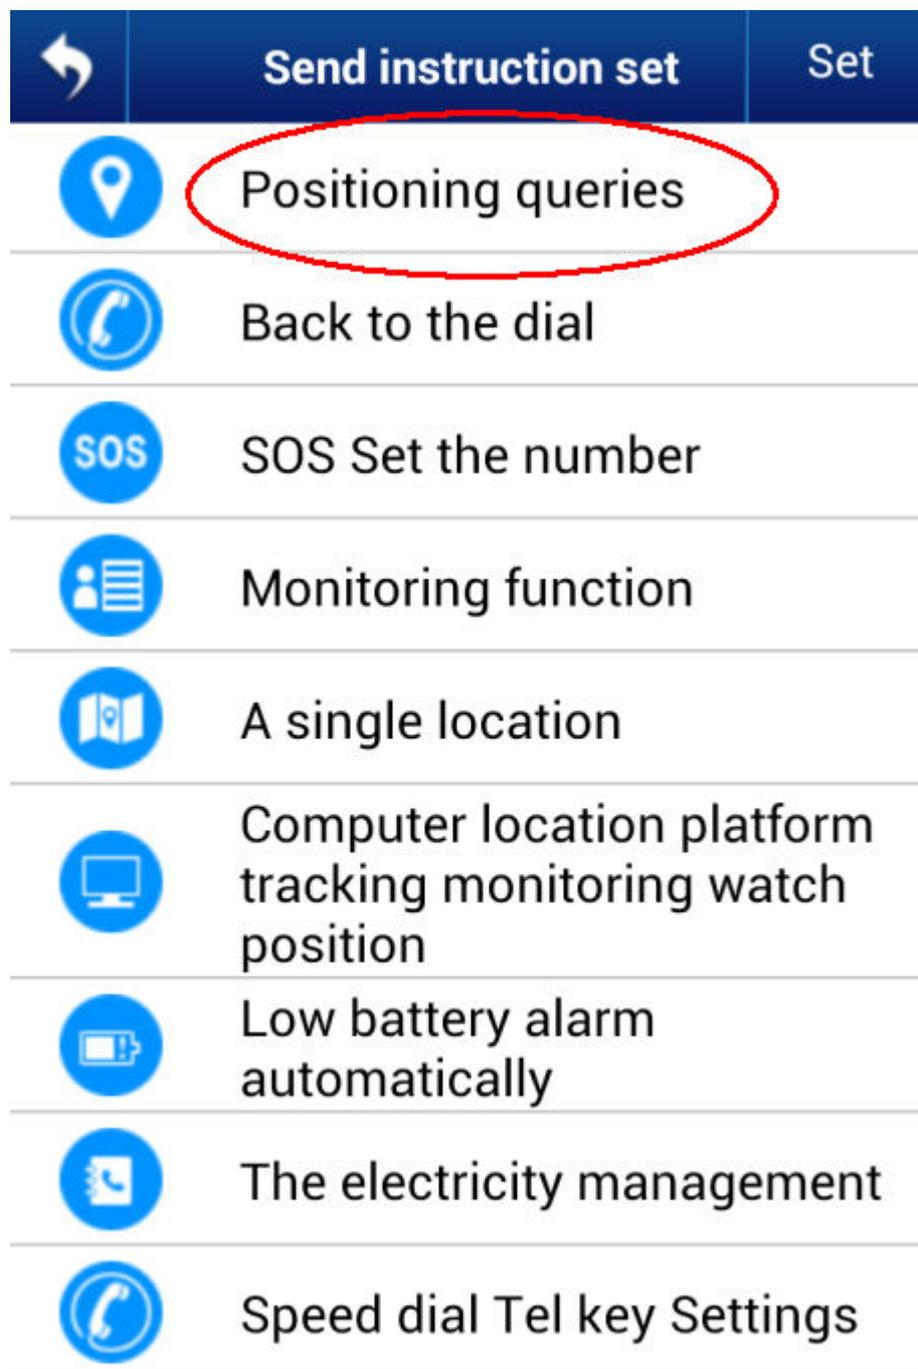 Send instruction set
Set
Positioning queries
Back to the dial
SOS
SOS Set the number
Monitoring function
A single location
Computer location platform
tracking monitoring watch
position
Low battery alarm
automatically
The electricity management
Speed dial Tel key Settings